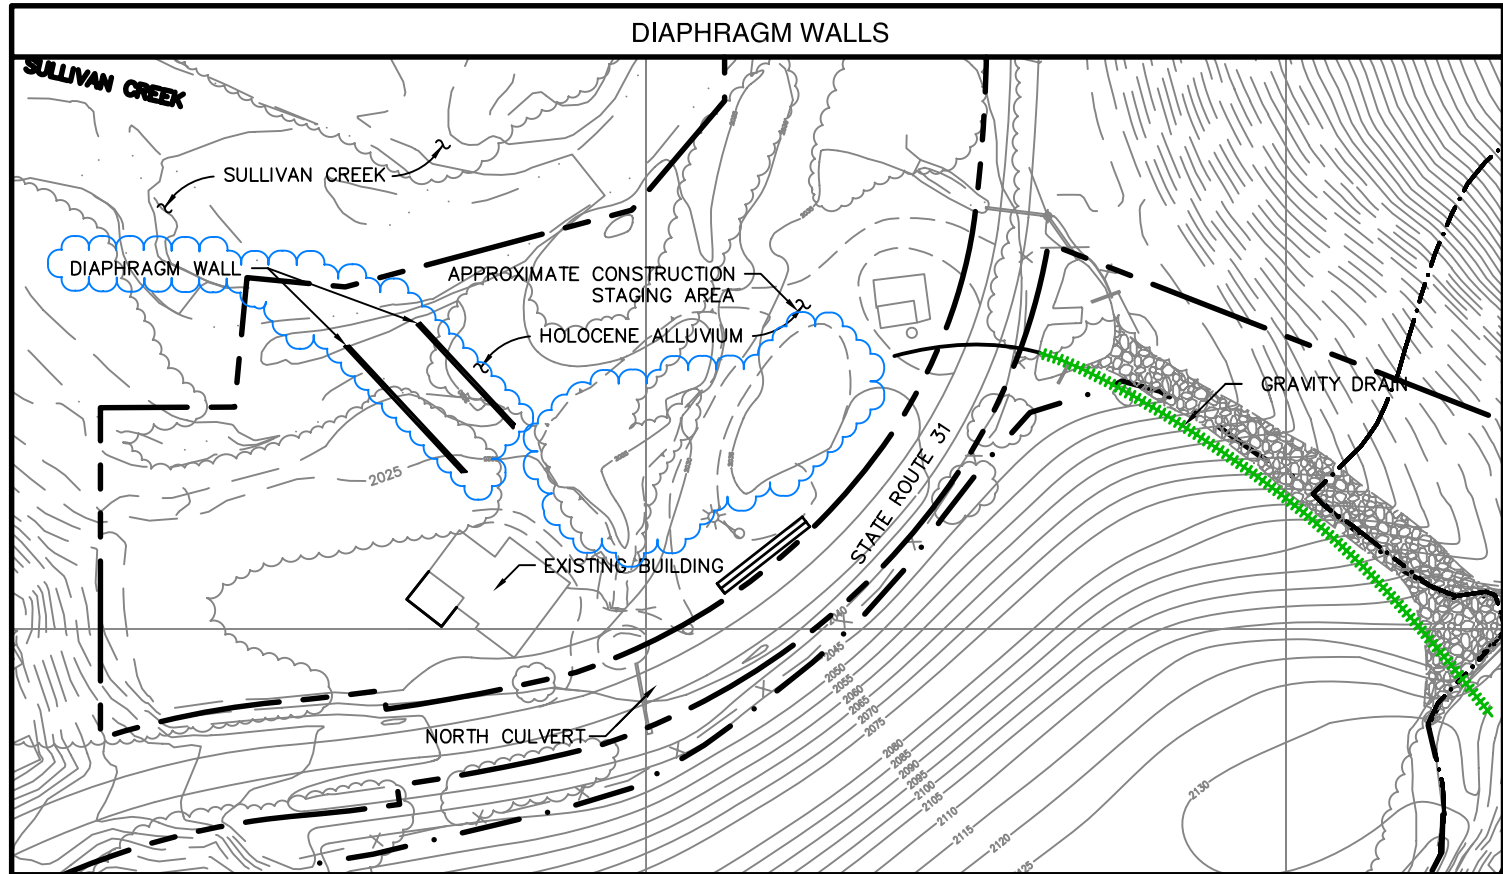 DIAPHRAGM WALLS
SULLIVAN CREEK
SULLIVAN CREEK
DIAPHRAGM WALL
APPROXIMATE CONSTRUCTION
STAGING AREA
HOLOCENE ALLUVIUM
GRAVITY DRAIN
STATE ROUTE 31
2025
EXISTING BUILDING
NORTH CULVERT
2040
2045
2050
2055
2060
2065
2070
2075
2080
2085
2090
2095
2100
2105
2110
2115
2120
2125
2130